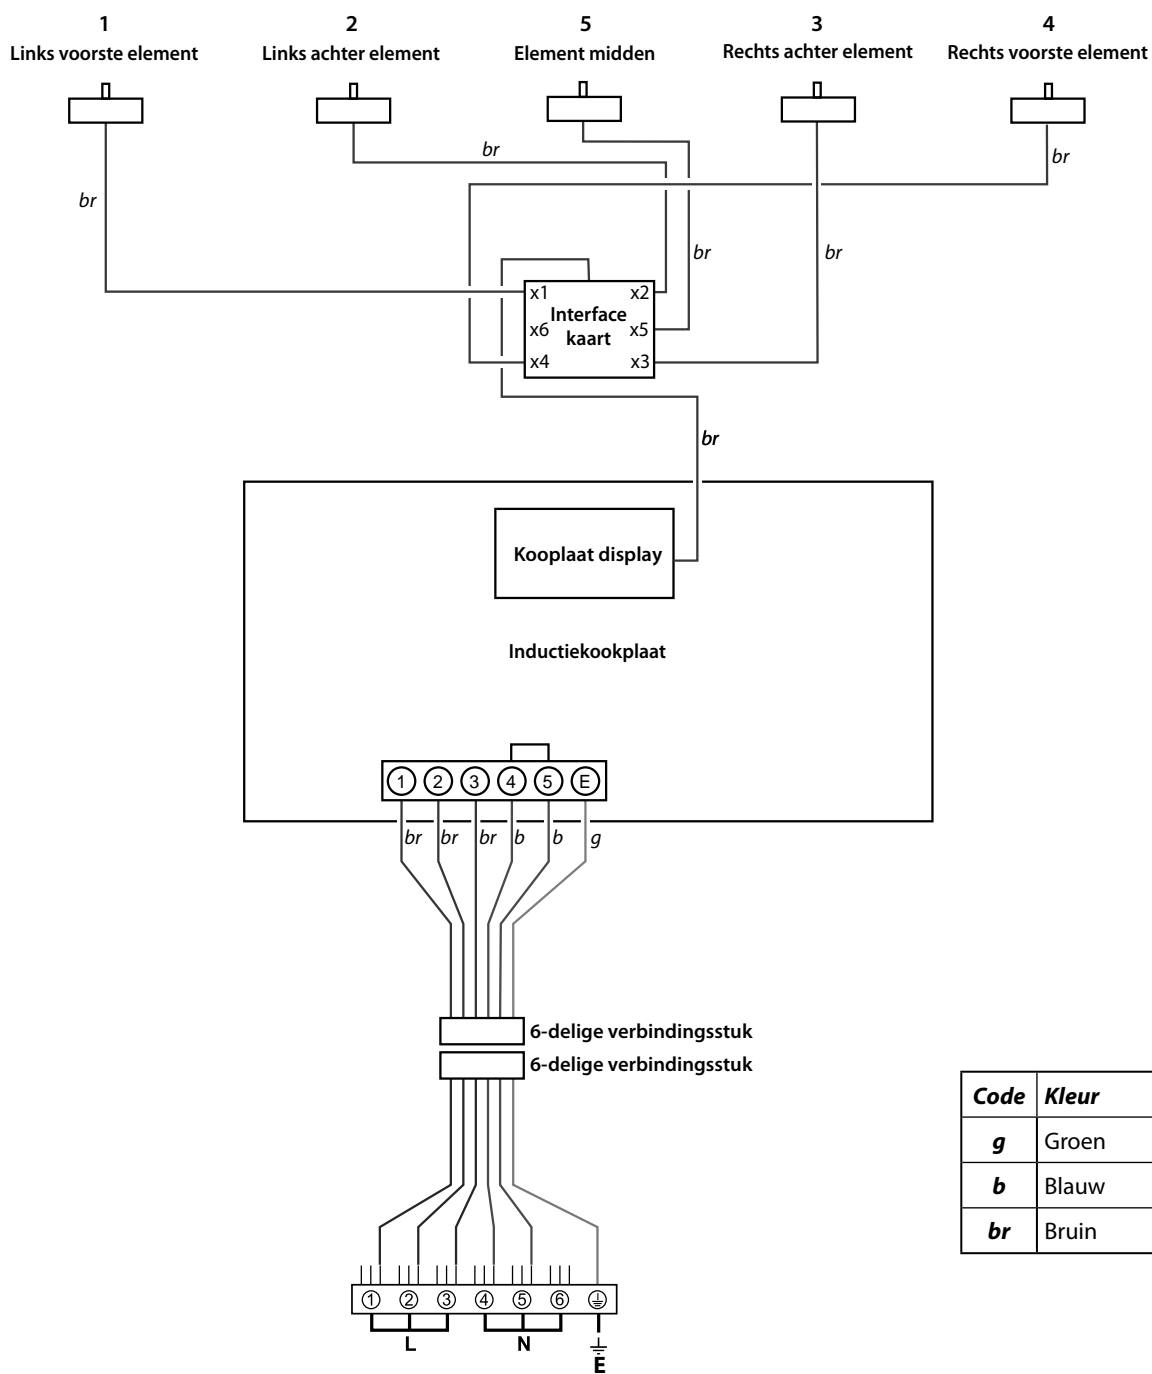 1
Links voorste element
2
Links achter element
5
Element midden
3
Rechts achter element
4
Rechts voorste element
br
br
br
br
br
x1
x2
Interface
kaart
x6
x5
x4
x3
br
Kooplaat display
Inductiekookplaat
1 2 3 4 5 E
br br br b b g
6-delige verbindingsstuk
6-delige verbindingsstuk
Code Kleur
g Groen
b Blauw
br Bruin
1 2 3 4 5 6
L N
E